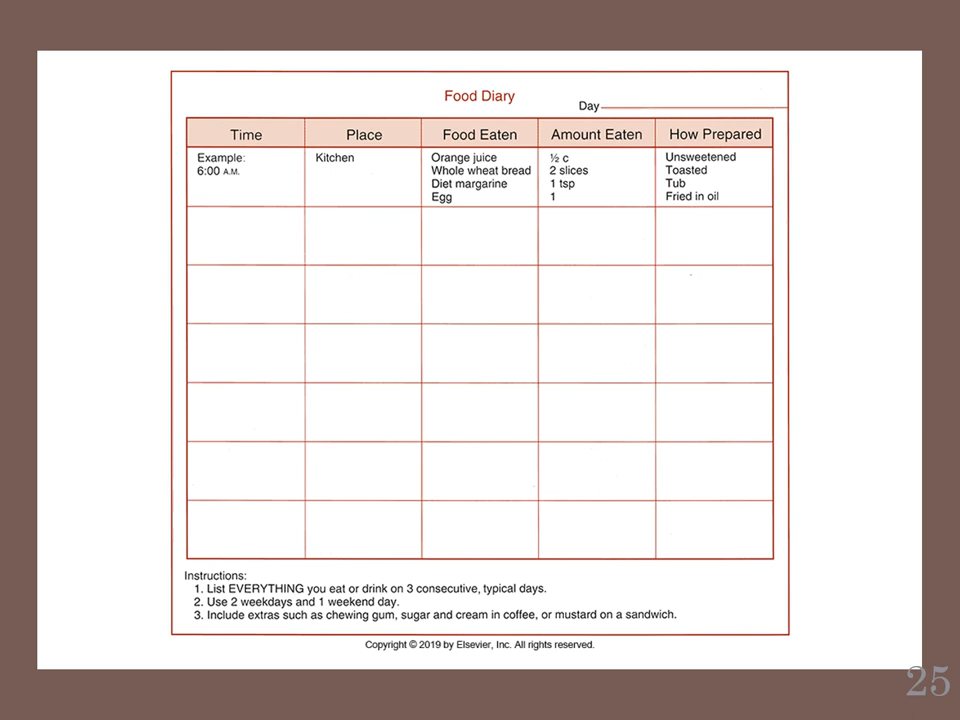 Food Diary
Day
Time Place Food Eaten Amount Eaten How Prepared
Example: Kitchen Orange juice ½ c Unsweetened
6:00 A.M. Whole wheat bread 2 slices Toasted
Diet margarine 1 tsp Tub
Egg 1 Fried in oil
Instructions:
1. List EVERYTHING you eat or drink on 3 consecutive, typical days.
2. Use 2 weekdays and 1 weekend day.
3. Include extras such as chewing gum, sugar and cream in coffee, or mustard on a sandwich.
Copyright © 2019 by Elsevier, Inc. All rights reserved.
25